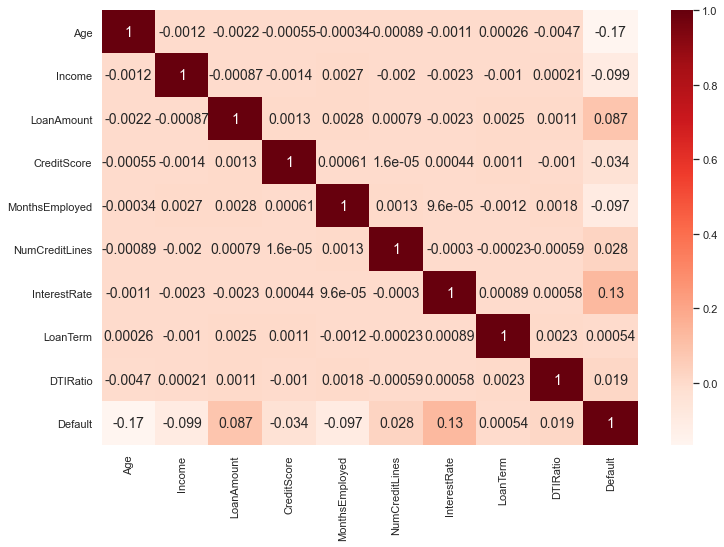 Age 1 -0.0012 -0.0022 -0.00055 -0.00034 -0.00089 -0.0011 0.00026 -0.0047 -0.17
Income -0.0012 1 -0.00087 -0.0014 0.0027 -0.002 -0.0023 -0.001 0.00021 -0.099
LoanAmount -0.0022 -0.00087 1 0.0013 0.0028 0.00079 -0.0023 0.0025 0.0011 0.087
CreditScore -0.00055 -0.0014 0.0013 1 0.00061 1.6e-05 0.00044 0.0011 -0.001 -0.034
MonthsEmployed -0.00034 0.0027 0.0028 0.00061 1 0.0013 9.6e-05 -0.0012 0.0018 -0.097
NumCreditLines -0.00089 -0.002 0.00079 1.6e-05 0.0013 1 -0.0003 -0.00023 -0.00059 0.028
InterestRate -0.0011 -0.0023 -0.0023 0.00044 9.6e-05 -0.0003 1 0.00089 0.00058 0.13
LoanTerm 0.00026 -0.001 0.0025 0.0011 -0.0012 -0.00023 0.00089 1 0.0023 0.00054
DTIRatio -0.0047 0.00021 0.0011 -0.001 0.0018 -0.00059 0.00058 0.0023 1 0.019
Default -0.17 -0.099 0.087 -0.034 -0.097 0.028 0.13 0.00054 0.019 1
Age
Income
LoanAmount
CreditScore
MonthsEmployed
NumCreditLines
InterestRate
LoanTerm
DTIRatio
Default
1.0
0.8
0.6
0.4
0.2
0.0